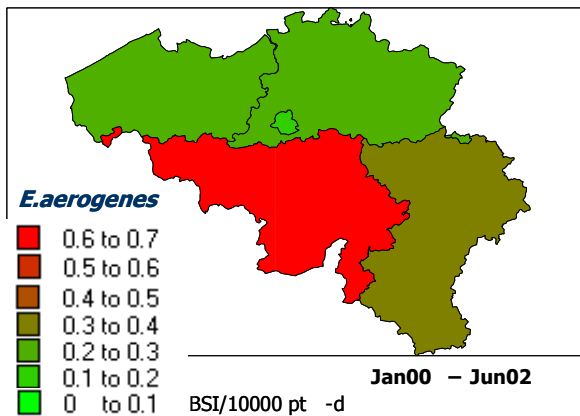 E.aerogenes
0.6 to 0.7
0.5 to 0.6
0.4 to 0.5
0.3 to 0.4
0.2 to 0.3
0.1 to 0.2
0 to 0.1
Jan00 – Jun02
BSI/10000 pt -d